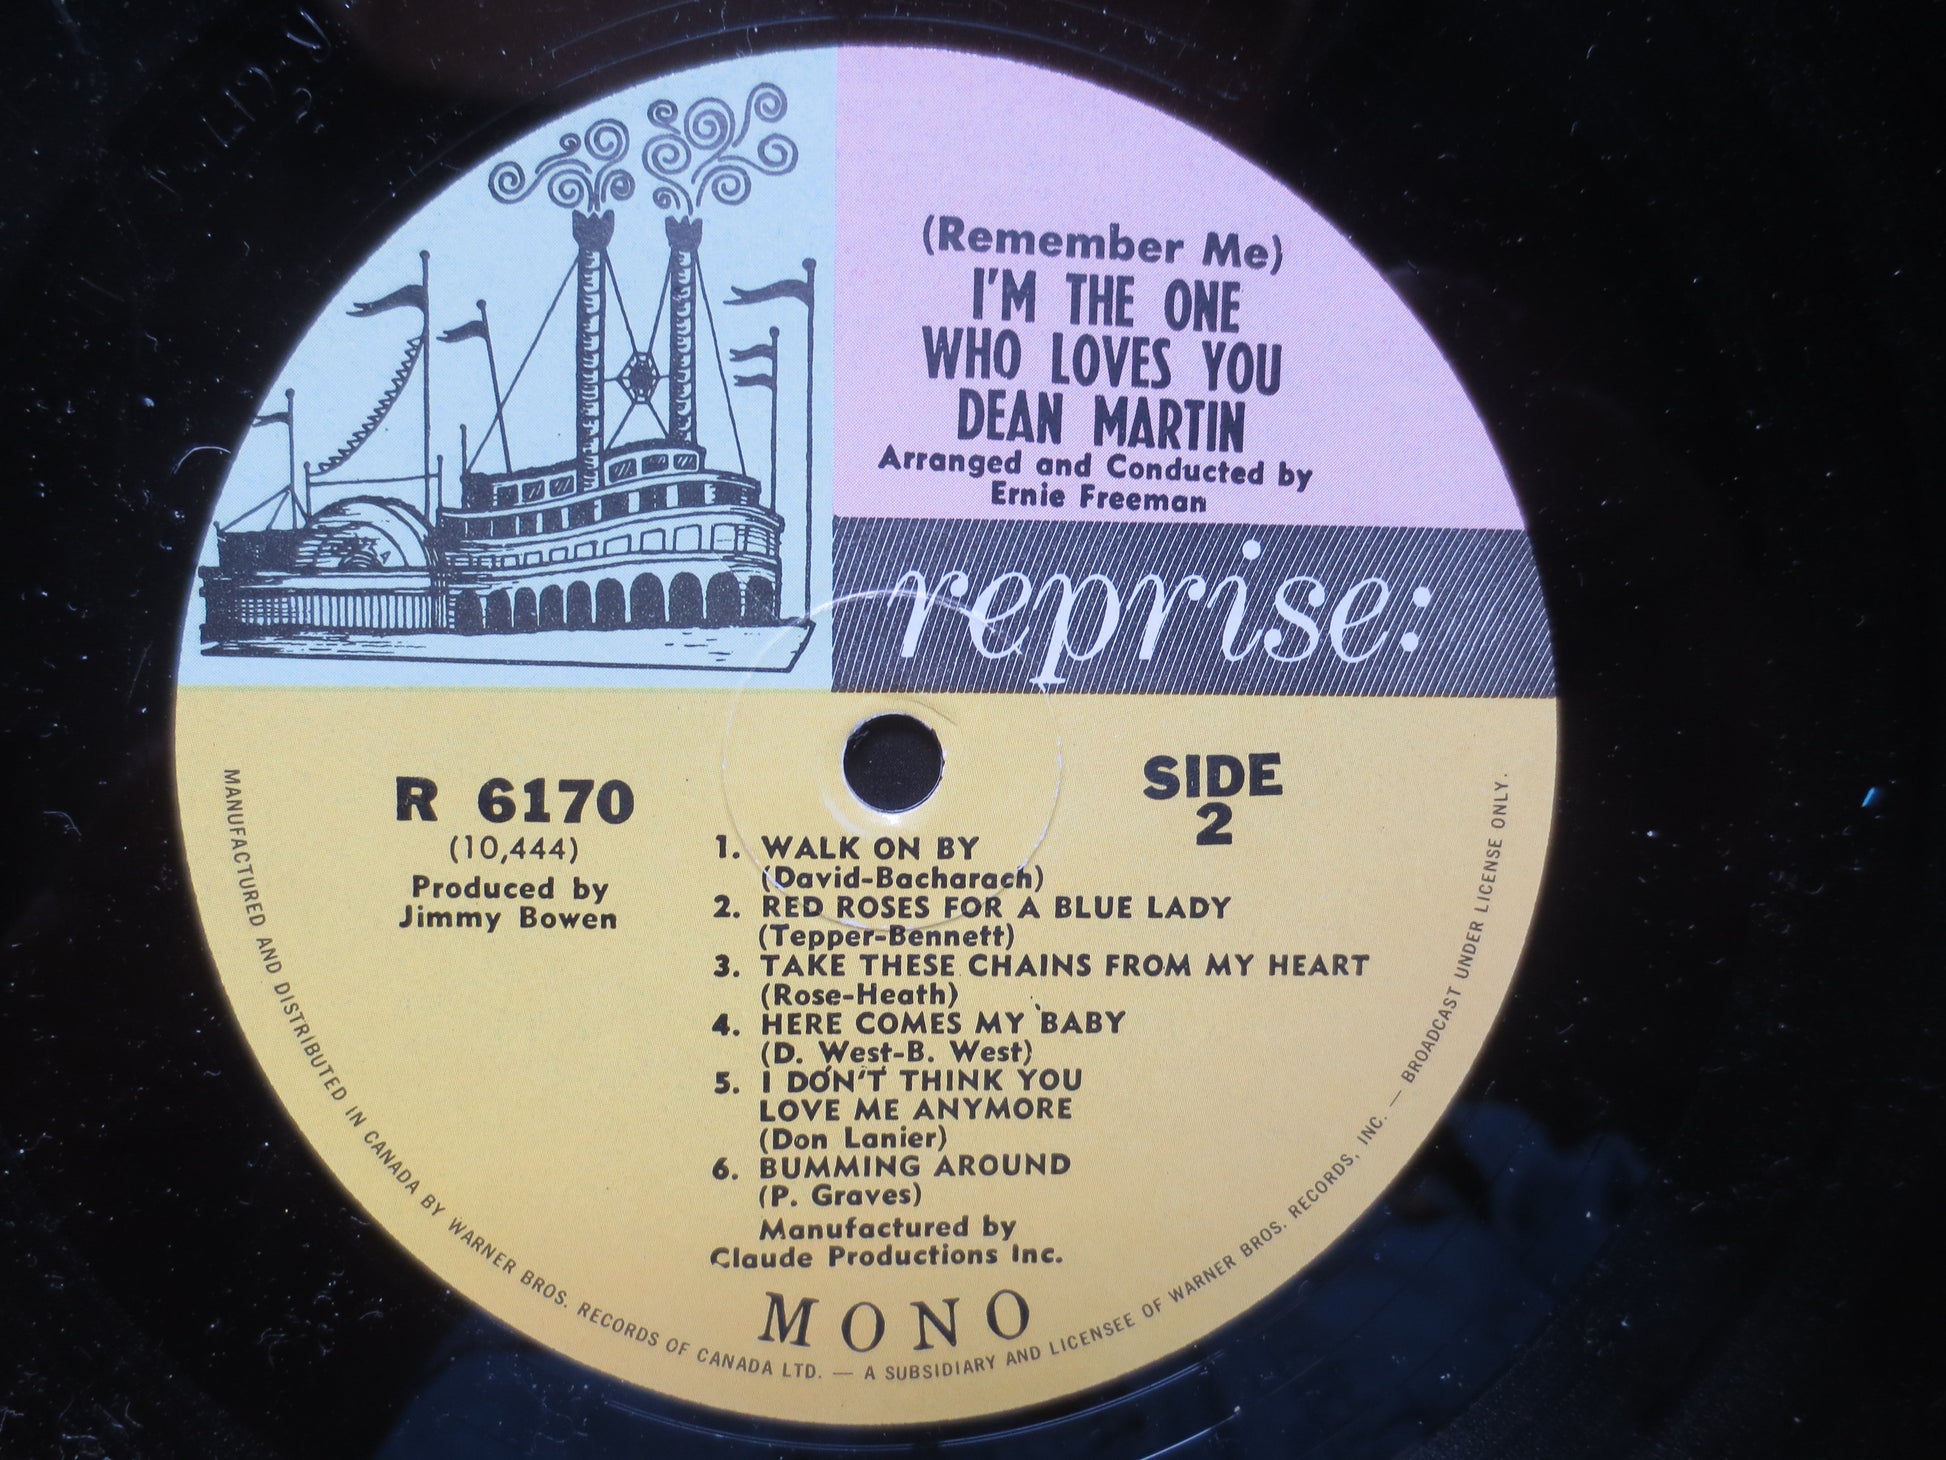 (Remember Me)
I'M THE ONE
WHO LOVES YOU
DEAN MARTIN
Arranged and Conducted by
Ernie Freeman
reprise:
R 6170
(10,444)
Produced by
Jimmy Bowen
SIDE
2
1. WALK ON BY
(David-Bacharach)
2. RED ROSES FOR A BLUE LADY
(Tepper-Bennett)
3. TAKE THESE CHAINS FROM MY HEART
(Rose-Heath)
4. HERE COMES MY BABY
(D. West-B. West)
5. I DON'T THINK YOU
LOVE ME ANYMORE
(Don Lanier)
6. BUMMING AROUND
(P. Graves)
Manufactured by
Claude Productions Inc.
MONO
MANUFACTURED AND DISTRIBUTED IN CANADA BY WARNER BROS. RECORDS OF CANADA LTD. — A SUBSIDIARY AND LICENSEE OF WARNER BROS. RECORDS, INC. — BROADCAST UNDER LICENSE ONLY.